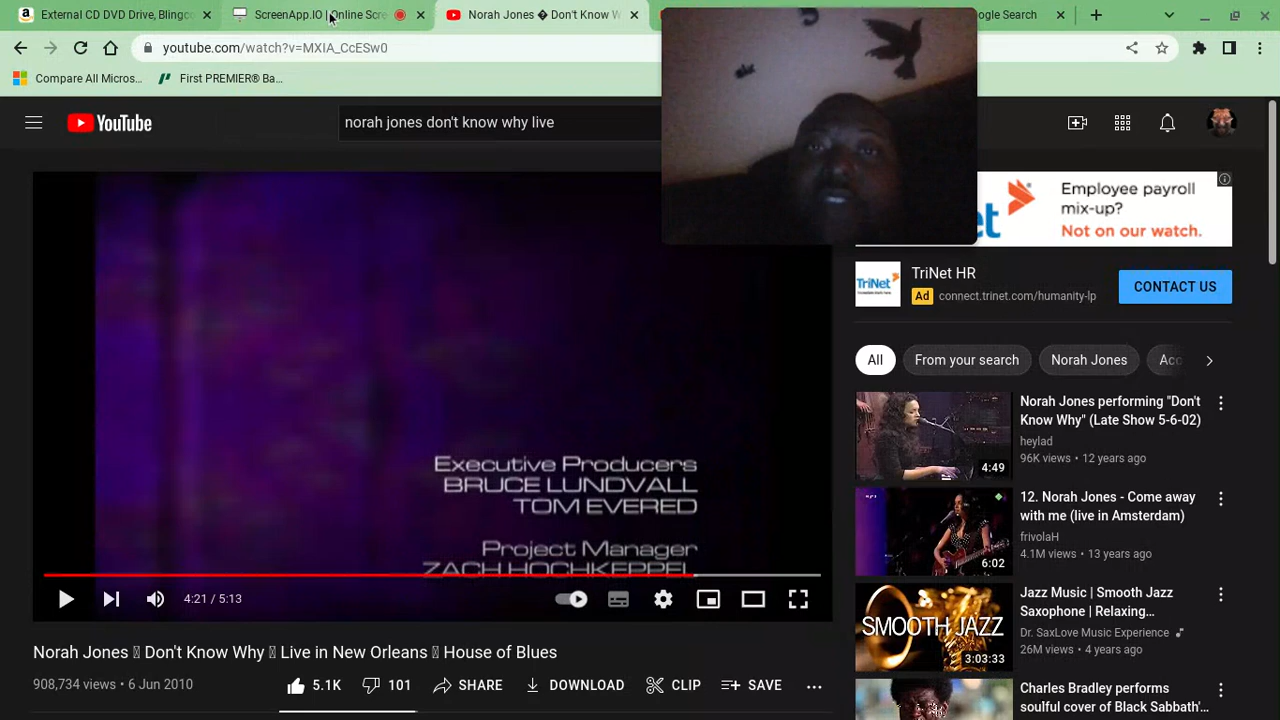 External CD DVD Drive, Blingco
ScreenApp.IO | Online Scre
Norah Jones � Don't Know W
ogle Search
youtube.com/watch?v=MXIA_CcESw0
Compare All Micros...
First PREMIER® Ba...
YouTube
norah jones don't know why live
Employee payroll
mix-up?
Not on our watch.
TriNet HR
TriNet
Ad connect.trinet.com/humanity-lp
CONTACT US
All
From your search
Norah Jones
Executive Producers
BRUCE LUNDVALL
TOM EVERED
Project Manager
ZACH HOCHKEPPEL
4:21 / 5:13
Norah Jones performing "Don't
Know Why" (Late Show 5-6-02)
heylad
96K views • 12 years ago
4:49
12. Norah Jones - Come away
with me (live in Amsterdam)
frivolaH
4.1M views • 13 years ago
6:02
Jazz Music | Smooth Jazz
Saxophone | Relaxing...
Dr. SaxLove Music Experience
26M views • 4 years ago
SMOOTH JAZZ
3:03:33
Charles Bradley performs
soulful cover of Black Sabbath'...
Norah Jones Don't Know Why Live in New Orleans House of Blues
908,734 views • 6 Jun 2010
5.1K
101
SHARE
DOWNLOAD
CLIP
SAVE